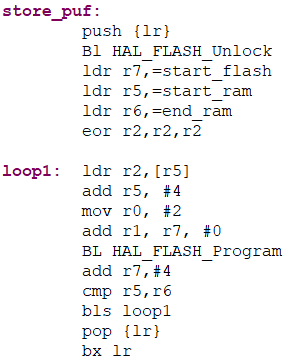 store_puf:
push {lr}
Bl HAL_FLASH_Unlock
ldr r7,=start_flash
ldr r5,=start_ram
ldr r6,=end_ram
eor r2,r2,r2
loop1: ldr r2,[r5]
add r5, #4
mov r0, #2
add r1, r7, #0
BL HAL_FLASH_Program
add r7,#4
cmp r5,r6
bls loop1
pop {lr}
bx lr